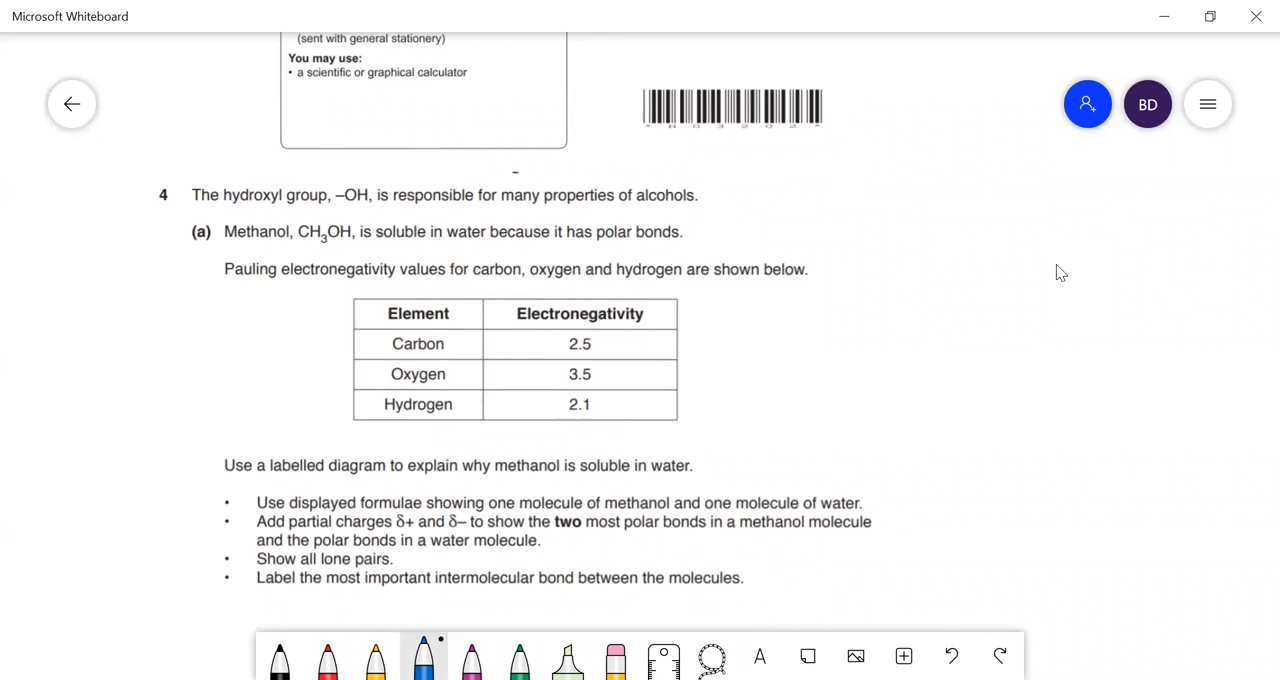 Microsoft Whiteboard
(sent with general stationery)
You may use:
• a scientific or graphical calculator
* H 0 3 2 0 2 *
BD
4 The hydroxyl group, –OH, is responsible for many properties of alcohols.
(a) Methanol, CH₃OH, is soluble in water because it has polar bonds.
Pauling electronegativity values for carbon, oxygen and hydrogen are shown below.
Element Electronegativity
Carbon 2.5
Oxygen 3.5
Hydrogen 2.1
Use a labelled diagram to explain why methanol is soluble in water.
• Use displayed formulae showing one molecule of methanol and one molecule of water.
• Add partial charges δ+ and δ– to show the two most polar bonds in a methanol molecule
and the polar bonds in a water molecule.
• Show all lone pairs.
• Label the most important intermolecular bond between the molecules.
A